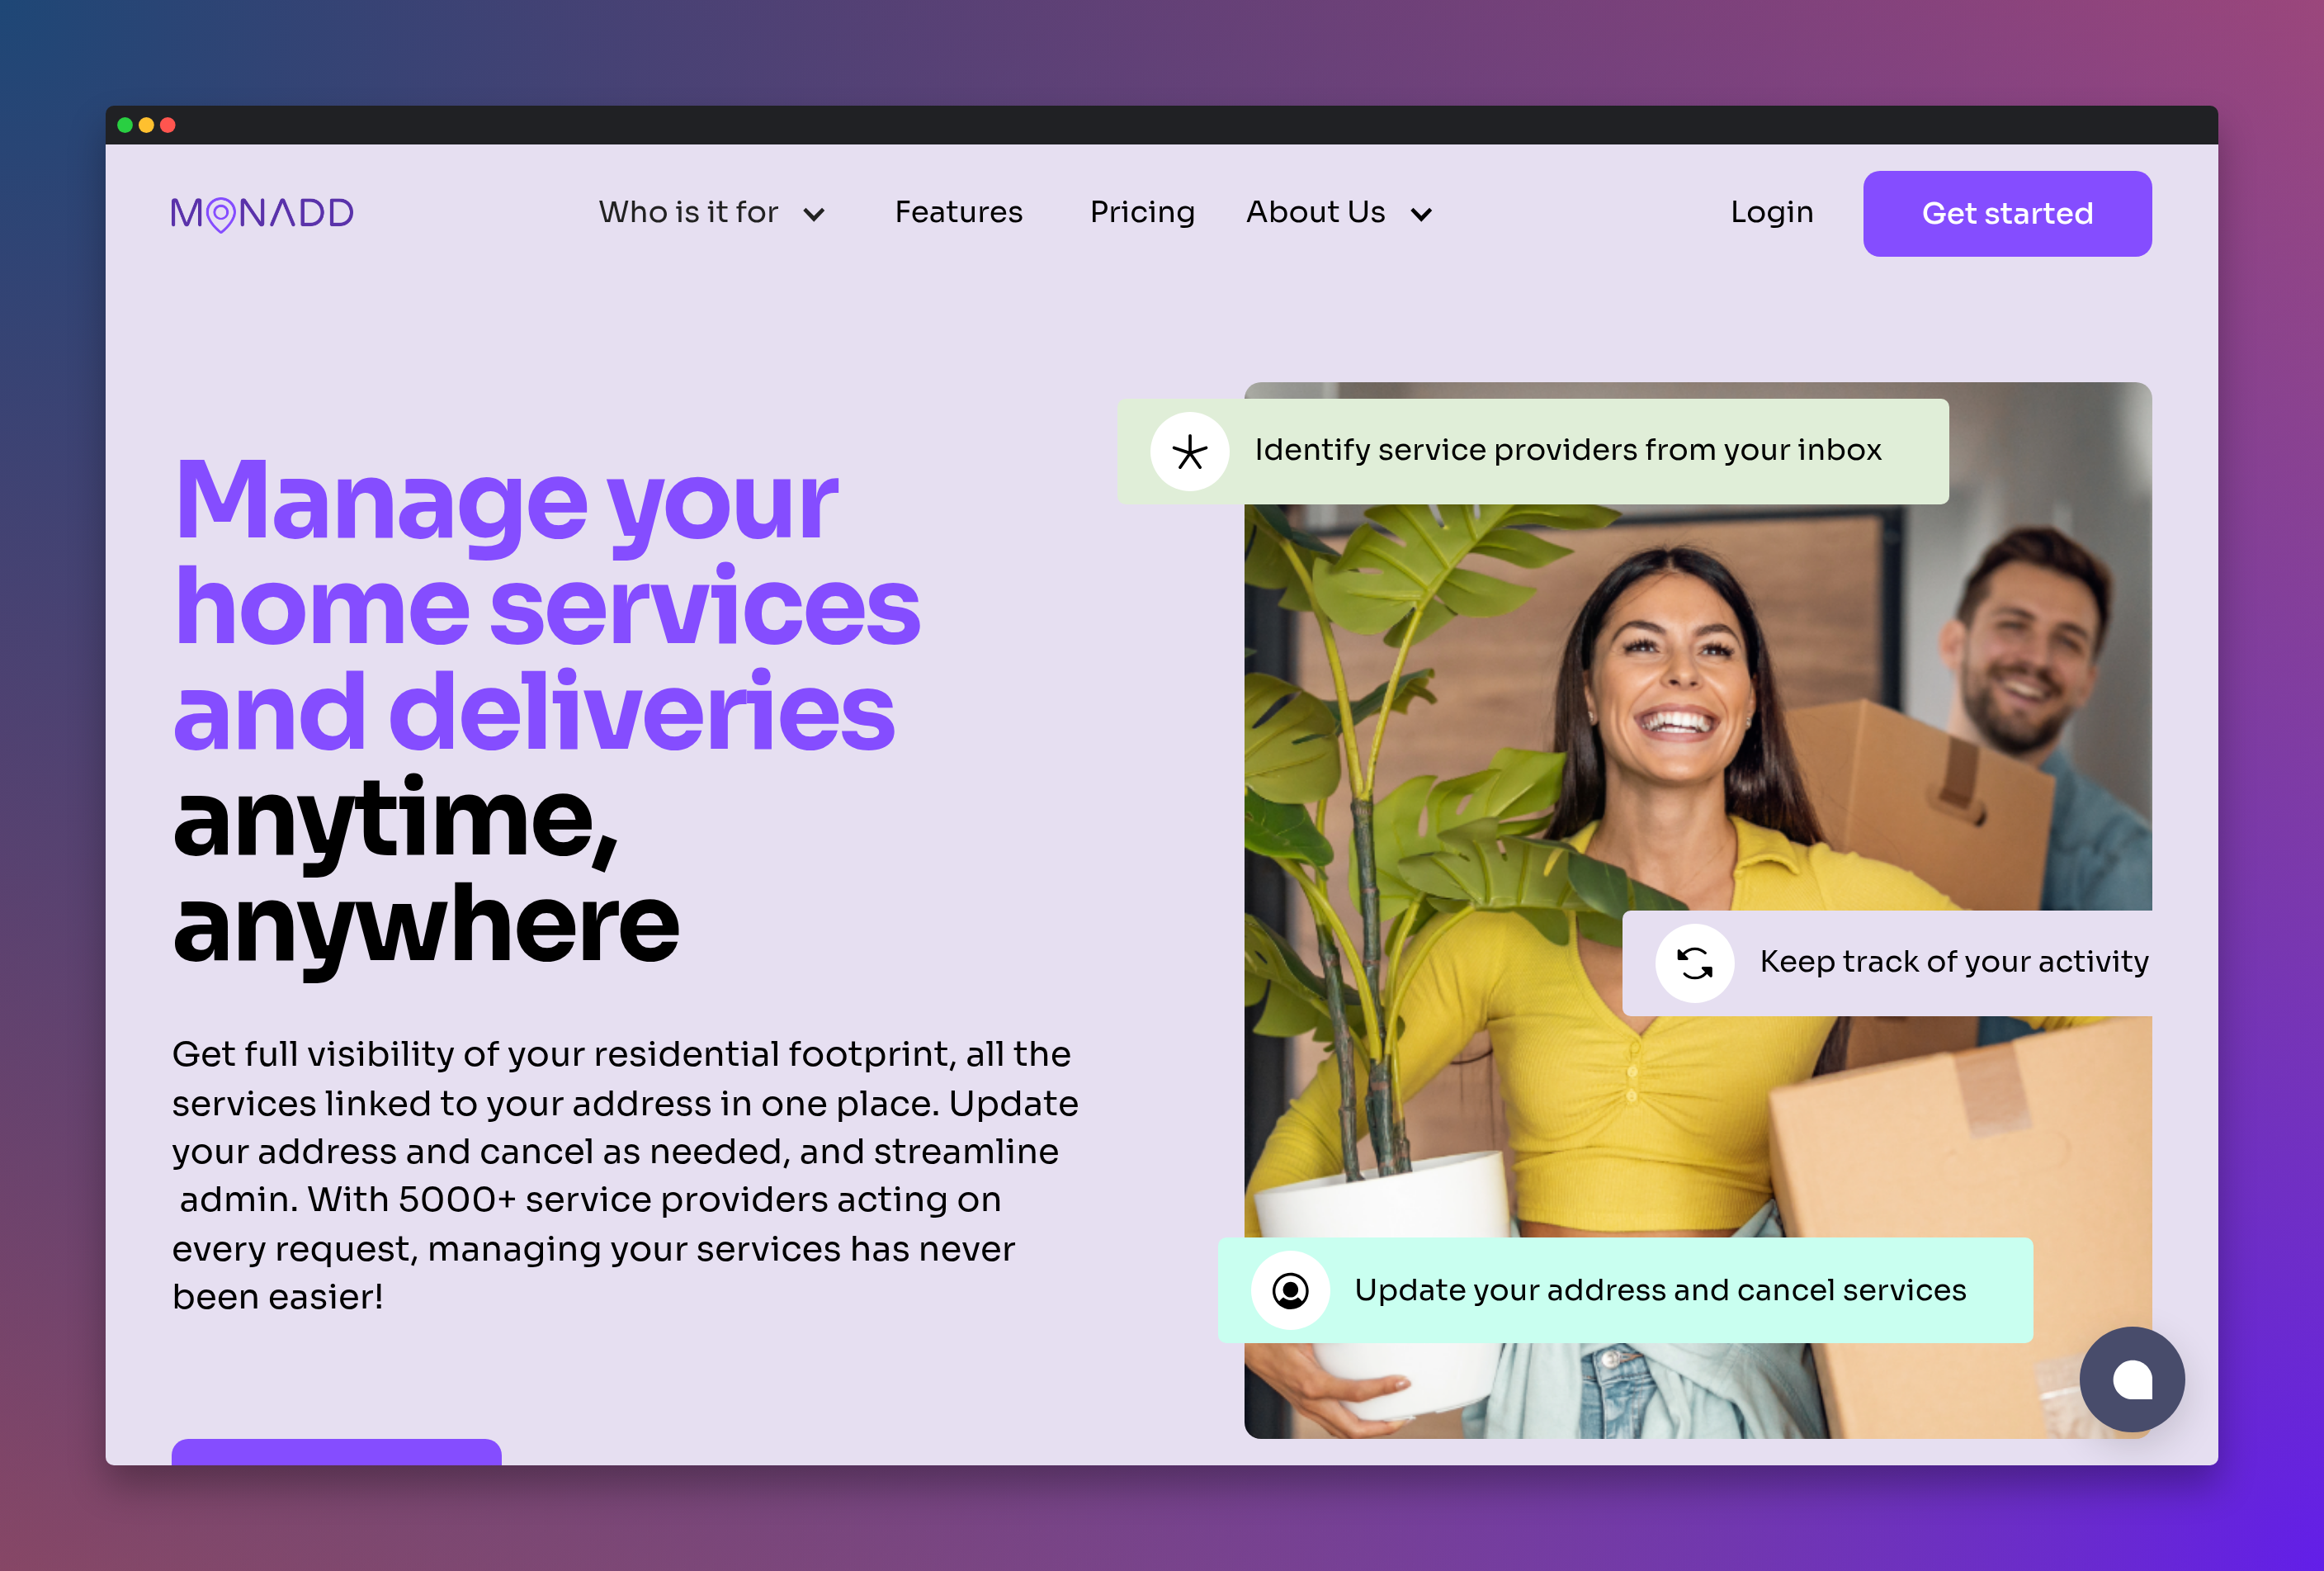 MONADD
Who is it for
Features
Pricing
About Us
Login
Get started
Manage your
home services
and deliveries
anytime,
anywhere
Get full visibility of your residential footprint, all the
services linked to your address in one place. Update
your address and cancel as needed, and streamline
admin. With 5000+ service providers acting on
every request, managing your services has never
been easier!
Identify service providers from your inbox
Keep track of your activity
Update your address and cancel services